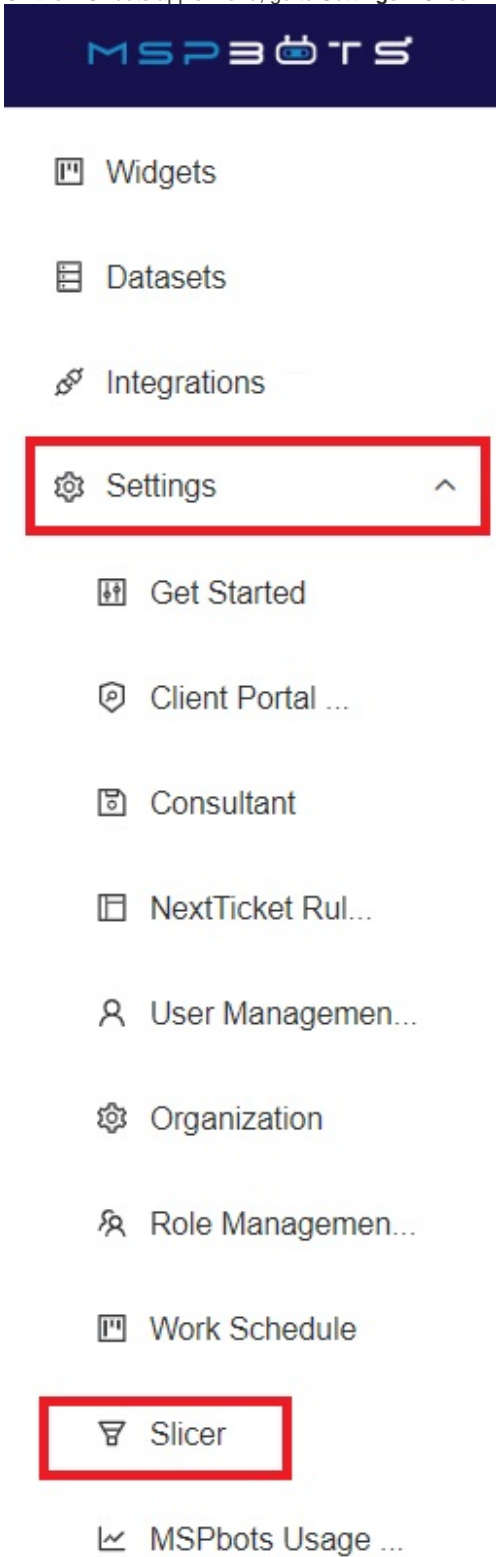 MSPBOTS
Widgets
Datasets
Integrations
Settings
Get Started
Client Portal ...
Consultant
NextTicket Rul...
User Managemen...
Organization
Role Managemen...
Work Schedule
Slicer
MSPbots Usage ...